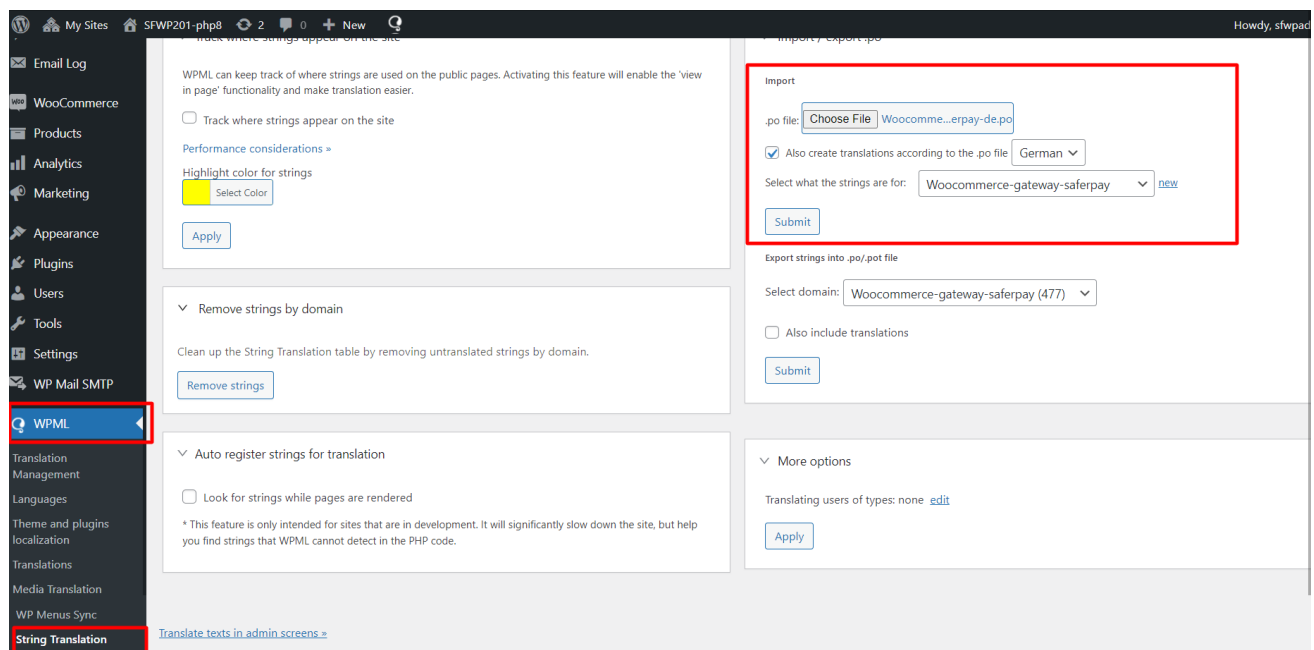 My Sites
SFWP201-php8
2
0
New
Howdy, sfwpad
Email Log
WooCommerce
Products
Analytics
Marketing
Appearance
Plugins
Users
Tools
Settings
WP Mail SMTP
WPML
Translation
Management
Languages
Theme and plugins
localization
Translations
Media Translation
WP Menus Sync
String Translation
Track where strings appear on the site
WPML can keep track of where strings are used on the public pages. Activating this feature will enable the 'view
in page' functionality and make translation easier.
Track where strings appear on the site
Performance considerations »
Highlight color for strings
Select Color
Apply
Remove strings by domain
Clean up the String Translation table by removing untranslated strings by domain.
Remove strings
Auto register strings for translation
Look for strings while pages are rendered
* This feature is only intended for sites that are in development. It will significantly slow down the site, but help
you find strings that WPML cannot detect in the PHP code.
Translate texts in admin screens »
Import / export .po
Import
.po file: Choose File Woocomme...erpay-de.po
Also create translations according to the .po file German
Select what the strings are for: Woocommerce-gateway-saferpay new
Submit
Export strings into .po/.pot file
Select domain: Woocommerce-gateway-saferpay (477)
Also include translations
Submit
More options
Translating users of types: none edit
Apply